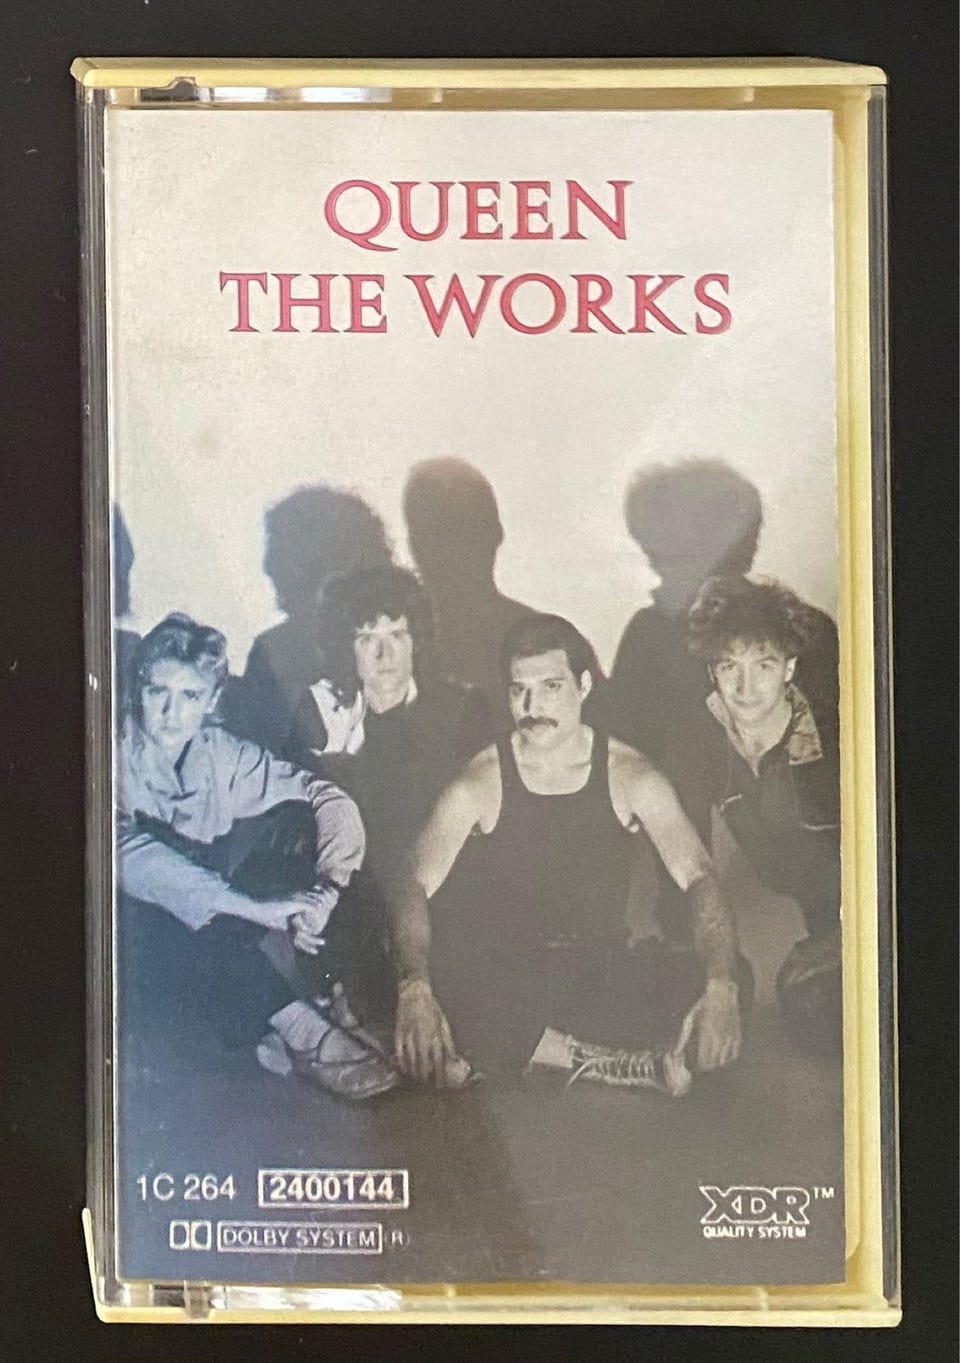 QUEEN
THE WORKS
1C 264 2400144
DOLBY SYSTEM (R)
XDR™
QUALITY SYSTEM